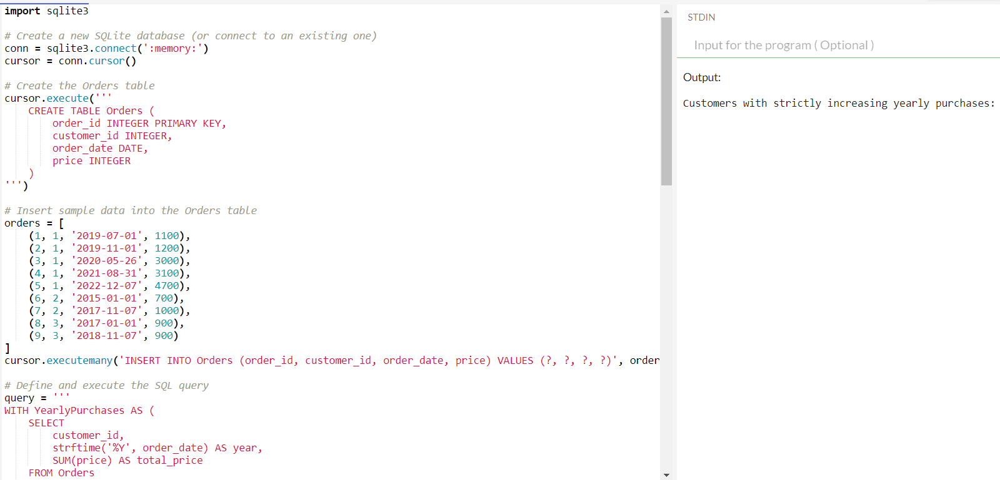 import sqlite3
# Create a new SQLite database (or connect to an existing one)
conn = sqlite3.connect(':memory:')
cursor = conn.cursor()
# Create the Orders table
cursor.execute('''
CREATE TABLE Orders (
order_id INTEGER PRIMARY KEY,
customer_id INTEGER,
order_date DATE,
price INTEGER
)
''')
# Insert sample data into the Orders table
orders = [
(1, 1, '2019-07-01', 1100),
(2, 1, '2019-11-01', 1200),
(3, 1, '2020-05-26', 3000),
(4, 1, '2021-08-31', 3100),
(5, 1, '2022-12-07', 4700),
(6, 2, '2015-01-01', 700),
(7, 2, '2017-11-07', 1000),
(8, 3, '2017-01-01', 900),
(9, 3, '2018-11-07', 900)
]
cursor.executemany('INSERT INTO Orders (order_id, customer_id, order_date, price) VALUES (?, ?, ?, ?)', order
# Define and execute the SQL query
query = '''
WITH YearlyPurchases AS (
SELECT
customer_id,
strftime('%Y', order_date) AS year,
SUM(price) AS total_price
FROM Orders
STDIN
Input for the program ( Optional )
Output:
Customers with strictly increasing yearly purchases: